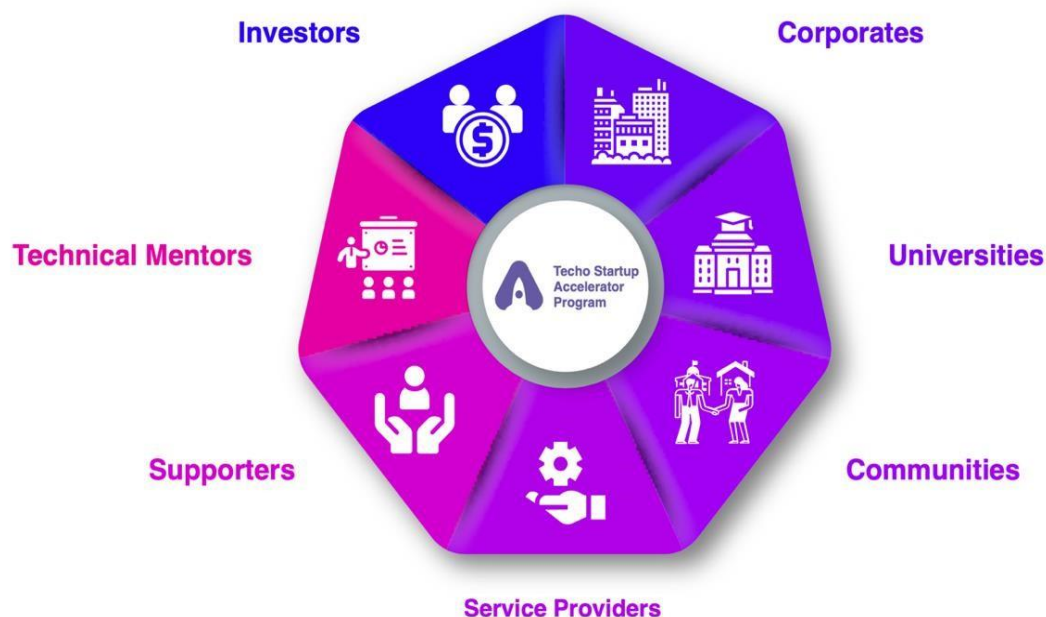 Investors
Corporates
Technical Mentors
Universities
Techo Startup
Accelerator
Program
Supporters
Communities
Service Providers